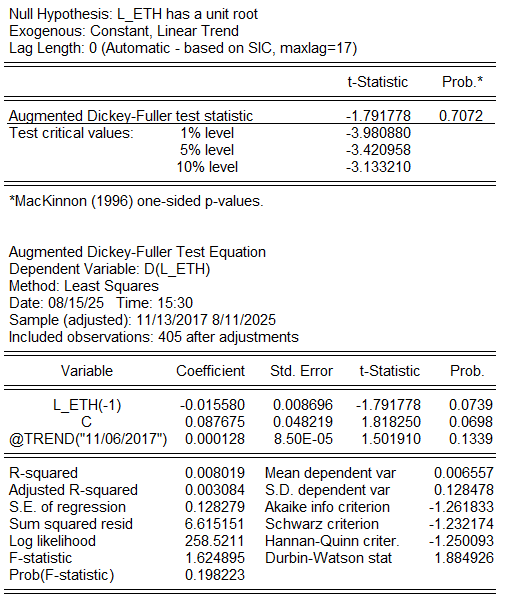 Null Hypothesis: L_ETH has a unit root
Exogenous: Constant, Linear Trend
Lag Length: 0 (Automatic - based on SIC, maxlag=17)
t-Statistic Prob.*
Augmented Dickey-Fuller test statistic -1.791778 0.7072
Test critical values: 1% level -3.980880
5% level -3.420958
10% level -3.133210
*MacKinnon (1996) one-sided p-values.
Augmented Dickey-Fuller Test Equation
Dependent Variable: D(L_ETH)
Method: Least Squares
Date: 08/15/25 Time: 15:30
Sample (adjusted): 11/13/2017 8/11/2025
Included observations: 405 after adjustments
Variable Coefficient Std. Error t-Statistic Prob.
L_ETH(-1) -0.015580 0.008696 -1.791778 0.0739
C 0.087675 0.048219 1.818250 0.0698
@TREND("11/06/2017") 0.000128 8.50E-05 1.501910 0.1339
R-squared 0.008019 Mean dependent var 0.006557
Adjusted R-squared 0.003084 S.D. dependent var 0.128478
S.E. of regression 0.128279 Akaike info criterion -1.261833
Sum squared resid 6.615151 Schwarz criterion -1.232174
Log likelihood 258.5211 Hannan-Quinn criter. -1.250093
F-statistic 1.624895 Durbin-Watson stat 1.884926
Prob(F-statistic) 0.198223